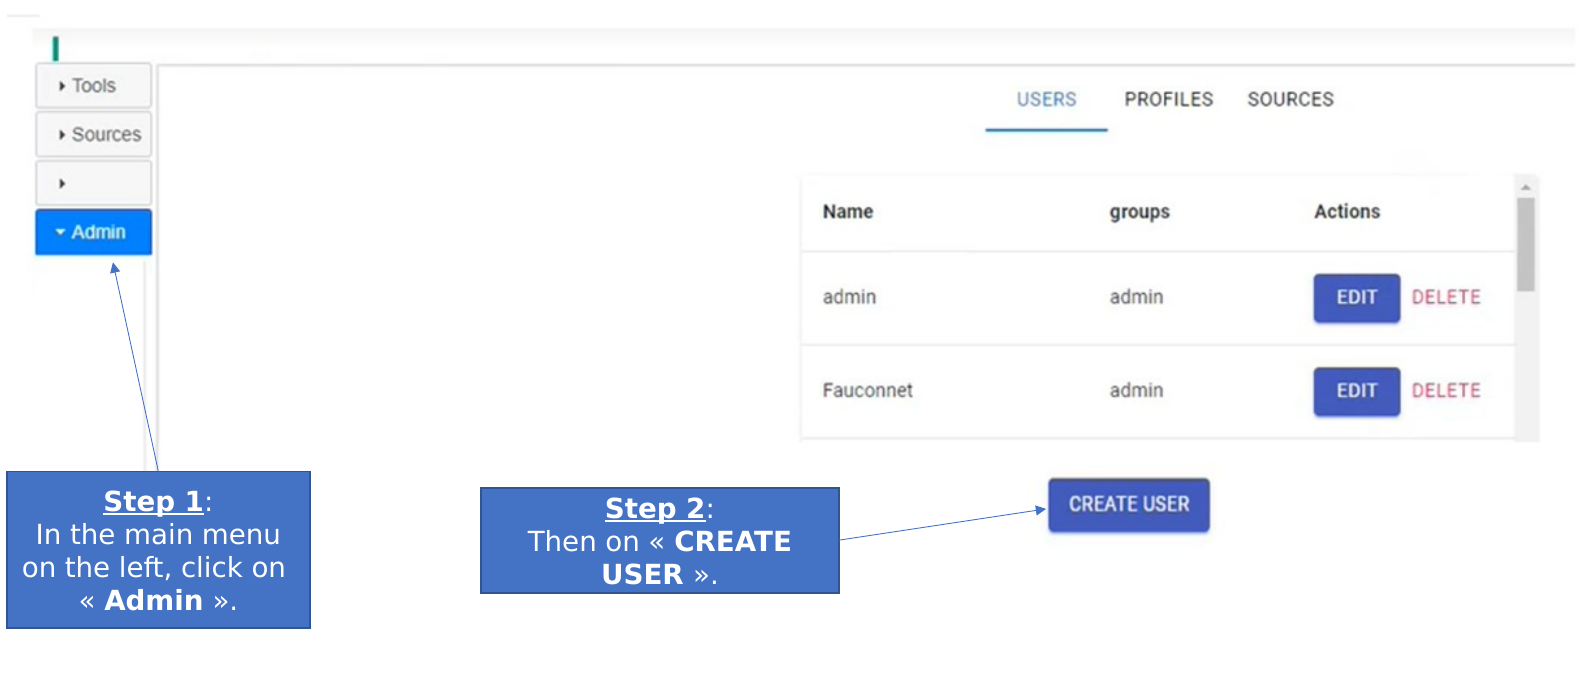 Tools
Sources
Admin
USERS PROFILES SOURCES
Name groups Actions
admin admin EDIT DELETE
Fauconnet admin EDIT DELETE
CREATE USER
Step 1:
In the main menu
on the left, click on
« Admin ».
Step 2:
Then on « CREATE
USER ».